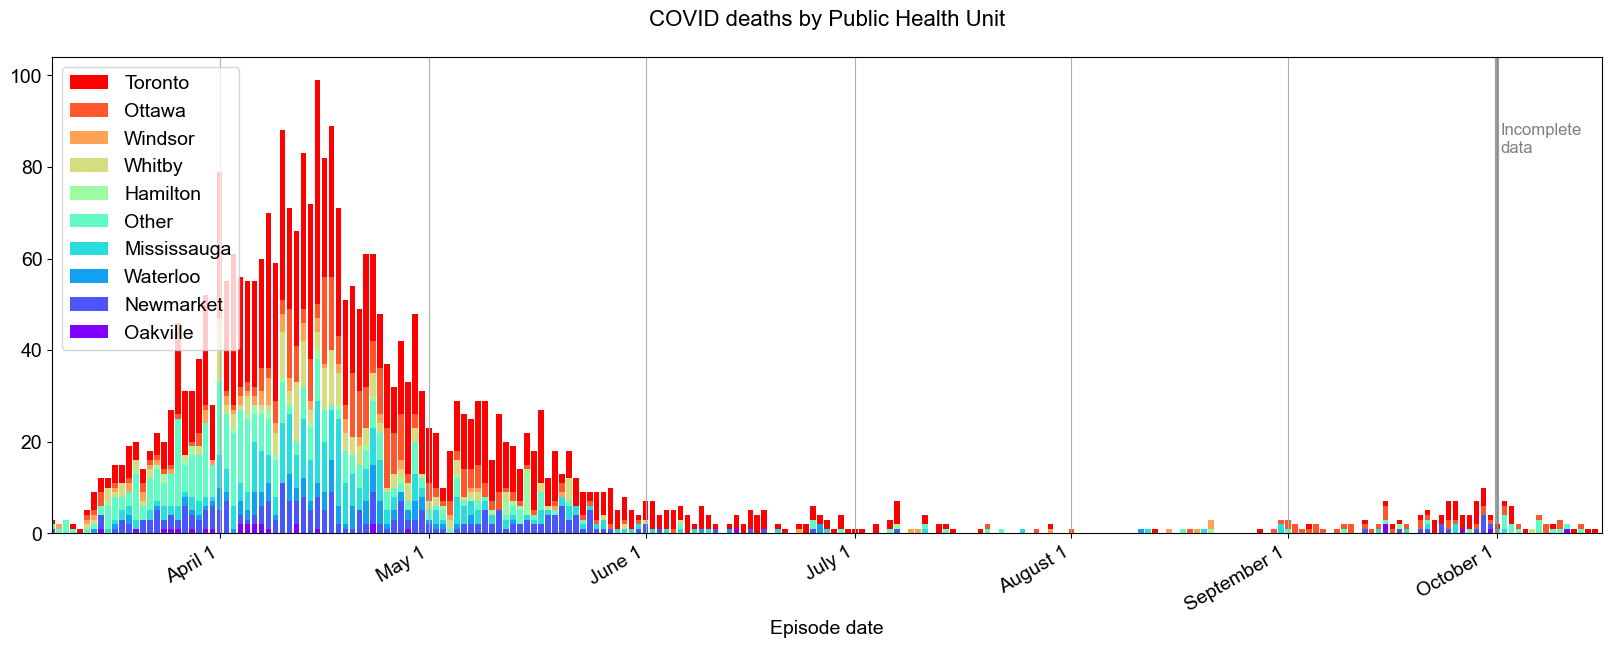 COVID deaths by Public Health Unit
100
80
60
40
20
0
Toronto
Ottawa
Windsor
Whitby
Hamilton
Other
Mississauga
Waterloo
Newmarket
Oakville
Incomplete
data
April 1
May 1
June 1
July 1
August 1
September 1
October 1
Episode date